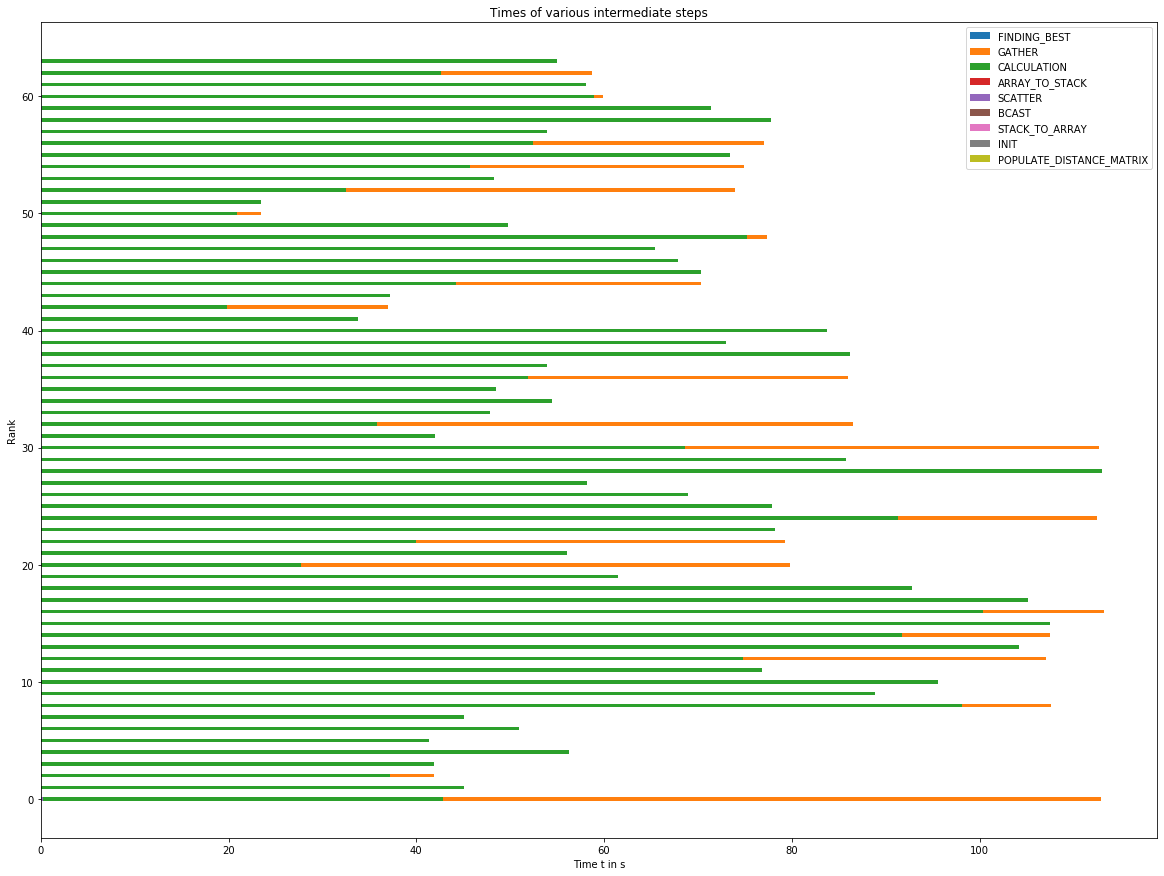 Times of various intermediate steps
FINDING_BEST
GATHER
CALCULATION
ARRAY_TO_STACK
SCATTER
BCAST
STACK_TO_ARRAY
INIT
POPULATE_DISTANCE_MATRIX
60
50
40
Rank
30
20
10
0
0 20 40 60 80 100
Time t in s